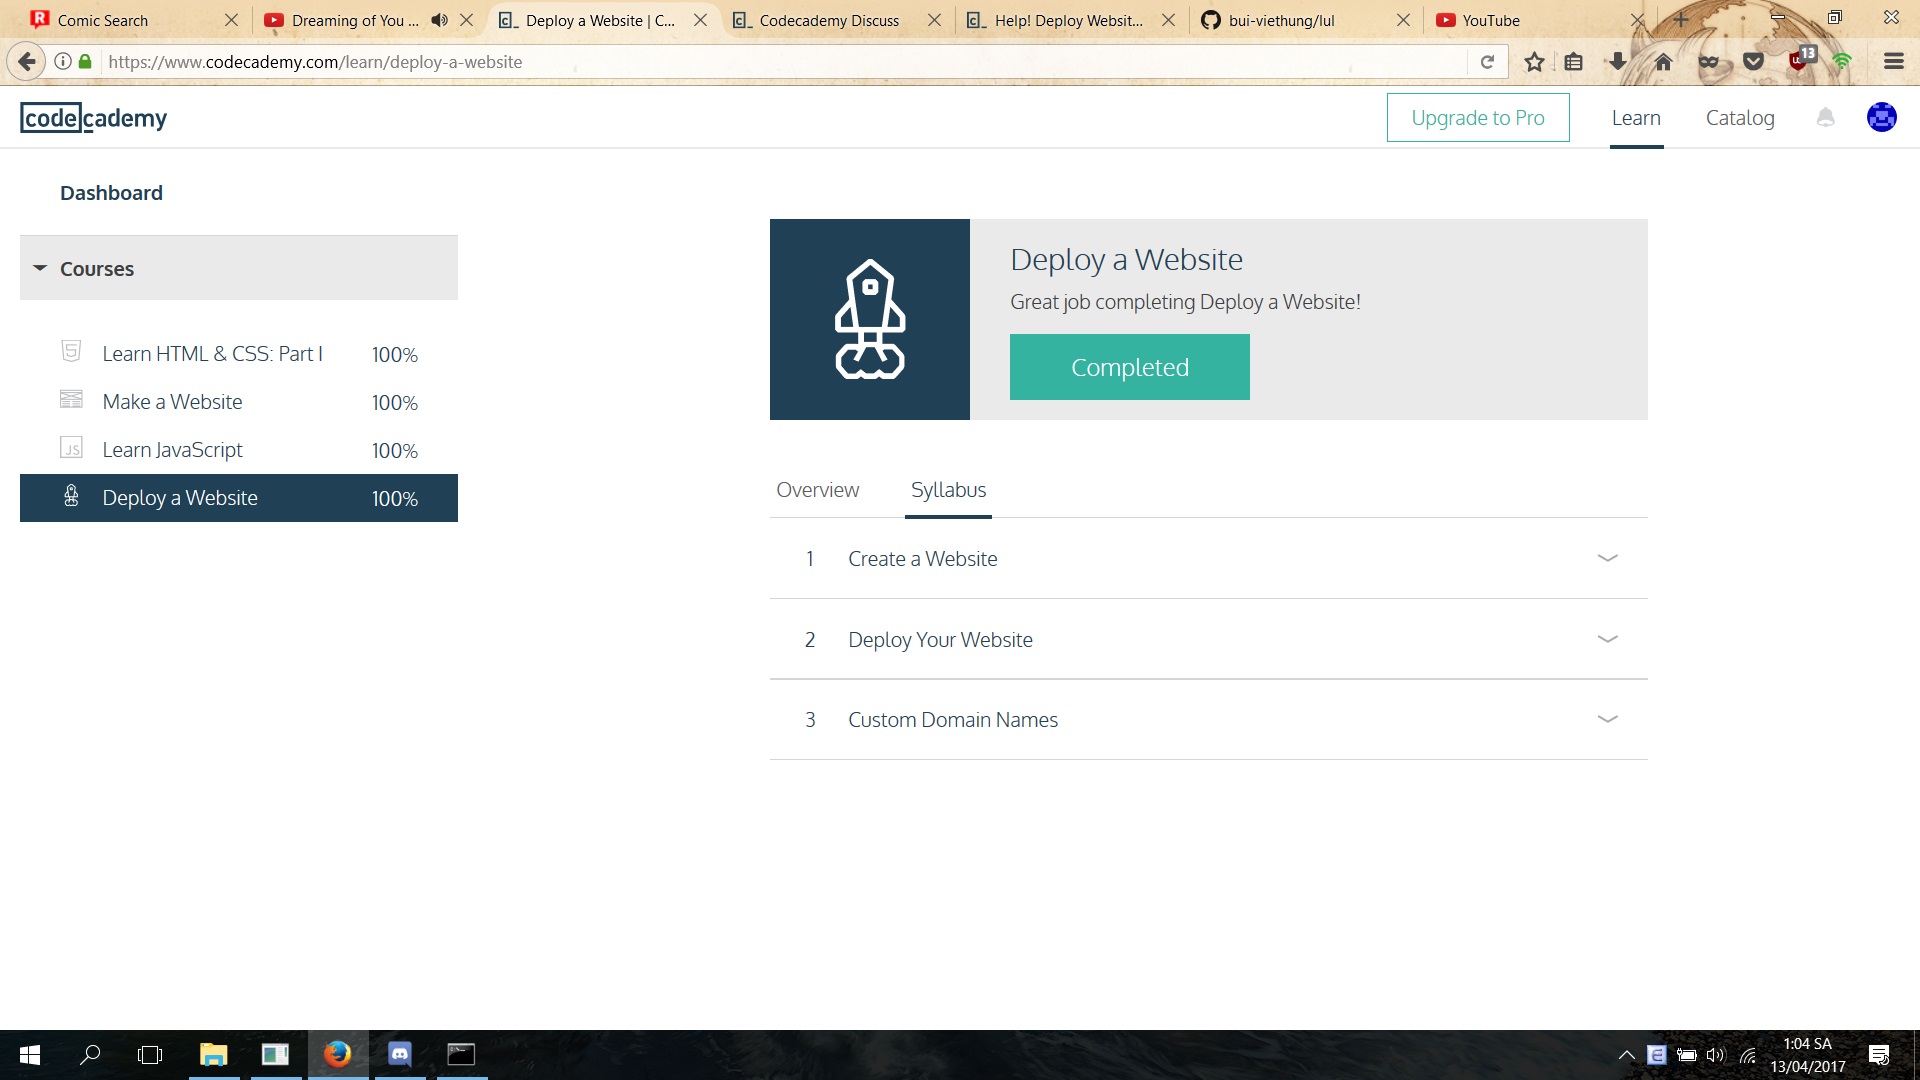 Comic Search
Dreaming of You ...
Deploy a Website | C...
Codecademy Discuss
Help! Deploy Websit...
bui-viethung/lul
YouTube
https://www.codecademy.com/learn/deploy-a-website
13
codecademy
Upgrade to Pro
Learn
Catalog
Dashboard
Courses
Learn HTML & CSS: Part I 100%
Make a Website 100%
Learn JavaScript 100%
Deploy a Website 100%
Deploy a Website
Great job completing Deploy a Website!
Completed
Overview
Syllabus
1 Create a Website
2 Deploy Your Website
3 Custom Domain Names
1:04 SA
13/04/2017